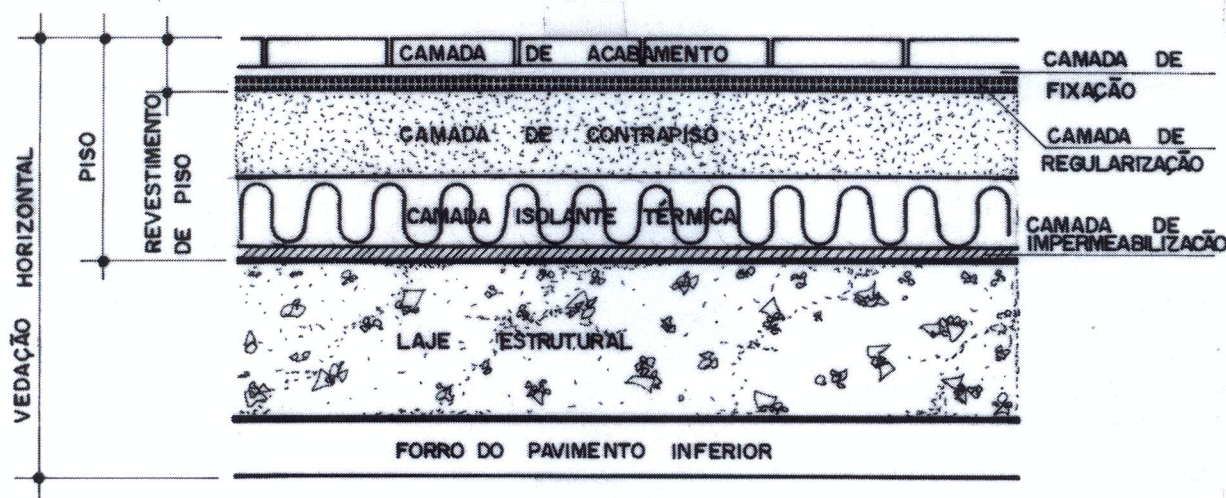 VEDAÇÃO HORIZONTAL
PISO
REVESTIMENTO
DE PISO
CAMADA DE ACABAMENTO
CAMADA DE
FIXAÇÃO
CAMADA DE CONTRAPISO
CAMADA DE
REGULARIZAÇÃO
CAMADA ISOLANTE TÉRMICA
CAMADA DE
IMPERMEABILIZAÇÃO
LAJE ESTRUTURAL
FORRO DO PAVIMENTO INFERIOR